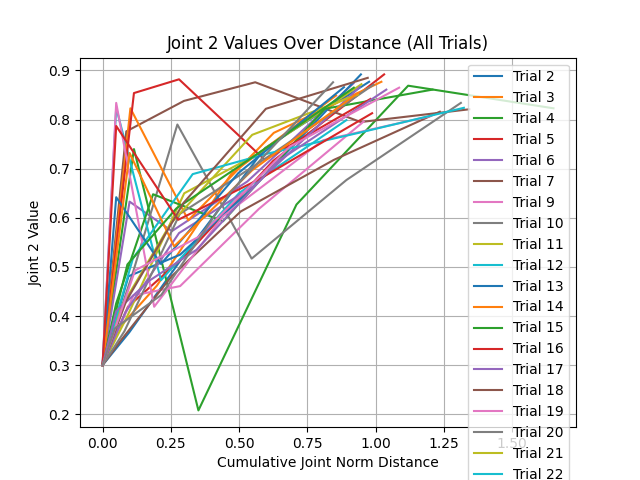 Joint 2 Values Over Distance (All Trials)
Joint 2 Value
0.9
0.8
0.7
0.6
0.5
0.4
0.3
0.2
0.00 0.25 0.50 0.75 1.00 1.25 1.50
Cumulative Joint Norm Distance
Trial 2
Trial 3
Trial 4
Trial 5
Trial 6
Trial 7
Trial 9
Trial 10
Trial 11
Trial 12
Trial 13
Trial 14
Trial 15
Trial 16
Trial 17
Trial 18
Trial 19
Trial 20
Trial 21
Trial 22